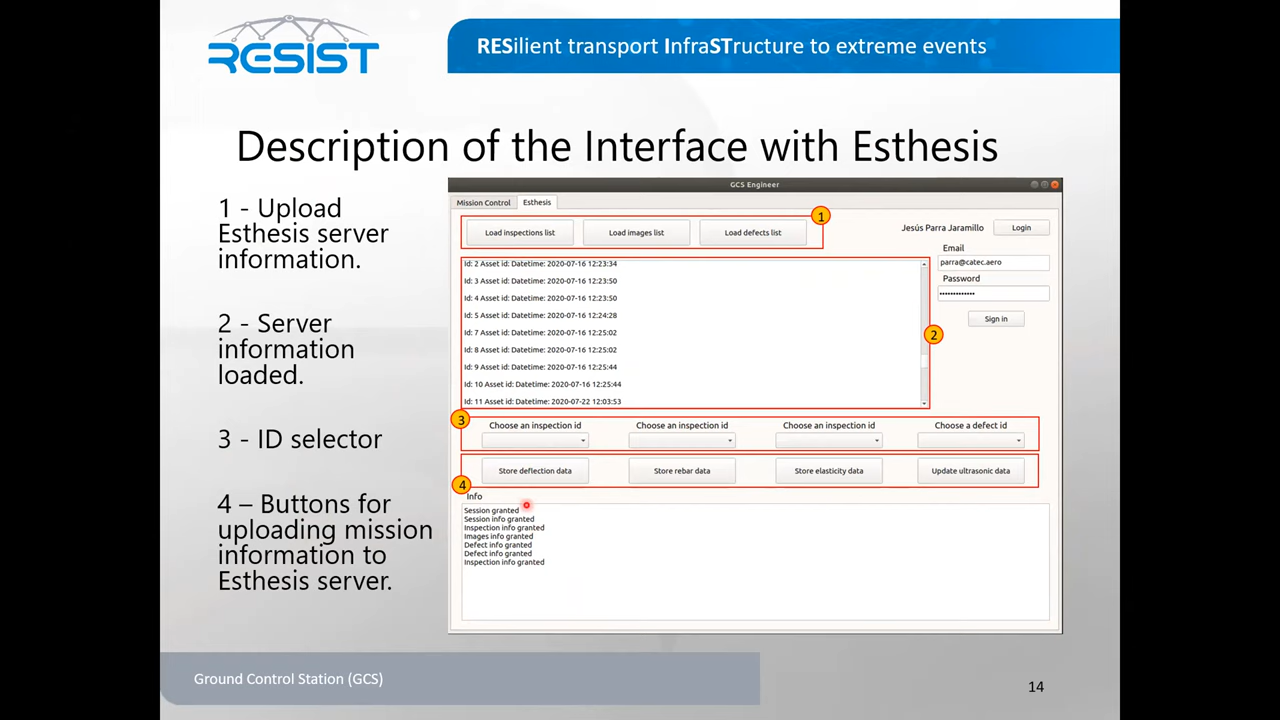 RESIST
RESilient transport InfraSTructure to extreme events
Description of the Interface with Esthesis
1 - Upload
Esthesis server
information.
2 - Server
information
loaded.
3 - ID selector
4 – Buttons for
uploading mission
information to
Esthesis server.
GCS Engineer
Mission Control
Esthesis
1
Load inspections list
Load images list
Load defects list
Jesús Parra Jaramillo
Login
Email
parra@catec.aero
Password
•••••••••••••
Sign in
Id: 2 Asset id: Datetime: 2020-07-16 12:23:34
Id: 3 Asset id: Datetime: 2020-07-16 12:23:50
Id: 4 Asset id: Datetime: 2020-07-16 12:23:50
Id: 5 Asset id: Datetime: 2020-07-16 12:24:28
Id: 7 Asset id: Datetime: 2020-07-16 12:25:02
Id: 8 Asset id: Datetime: 2020-07-16 12:25:02
Id: 9 Asset id: Datetime: 2020-07-16 12:25:44
Id: 10 Asset id: Datetime: 2020-07-16 12:25:44
Id: 11 Asset id: Datetime: 2020-07-22 12:03:53
2
3
Choose an inspection id
Choose an inspection id
Choose an inspection id
Choose a defect id
4
Store deflection data
Store rebar data
Store elasticity data
Update ultrasonic data
Info
Session granted
Session info granted
Inspection info granted
Images info granted
Defect info granted
Defect info granted
Inspection info granted
Ground Control Station (GCS)
14